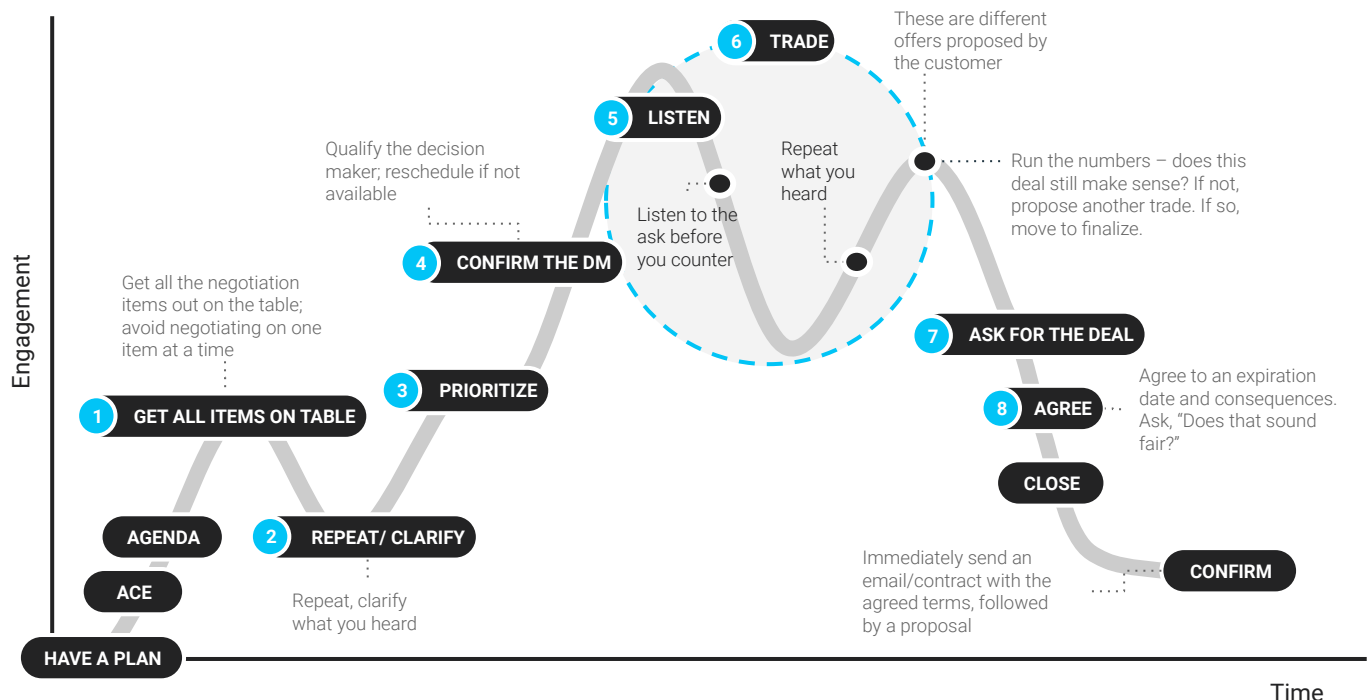 6 TRADE
These are different
offers proposed by
the customer
5 LISTEN
Qualify the decision
maker; reschedule if not
available
Repeat
what you
heard
Run the numbers – does this
deal still make sense? If not,
propose another trade. If so,
move to finalize.
Listen to the
ask before
you counter
4 CONFIRM THE DM
Engagement
Get all the negotiation
items out on the table;
avoid negotiating on one
item at a time
7 ASK FOR THE DEAL
3 PRIORITIZE
Agree to an expiration
date and consequences.
Ask, “Does that sound
fair?”
8 AGREE
1 GET ALL ITEMS ON TABLE
CLOSE
AGENDA
2 REPEAT/ CLARIFY
Immediately send an
email/contract with the
agreed terms, followed
by a proposal
CONFIRM
ACE
Repeat, clarify
what you heard
HAVE A PLAN
Time